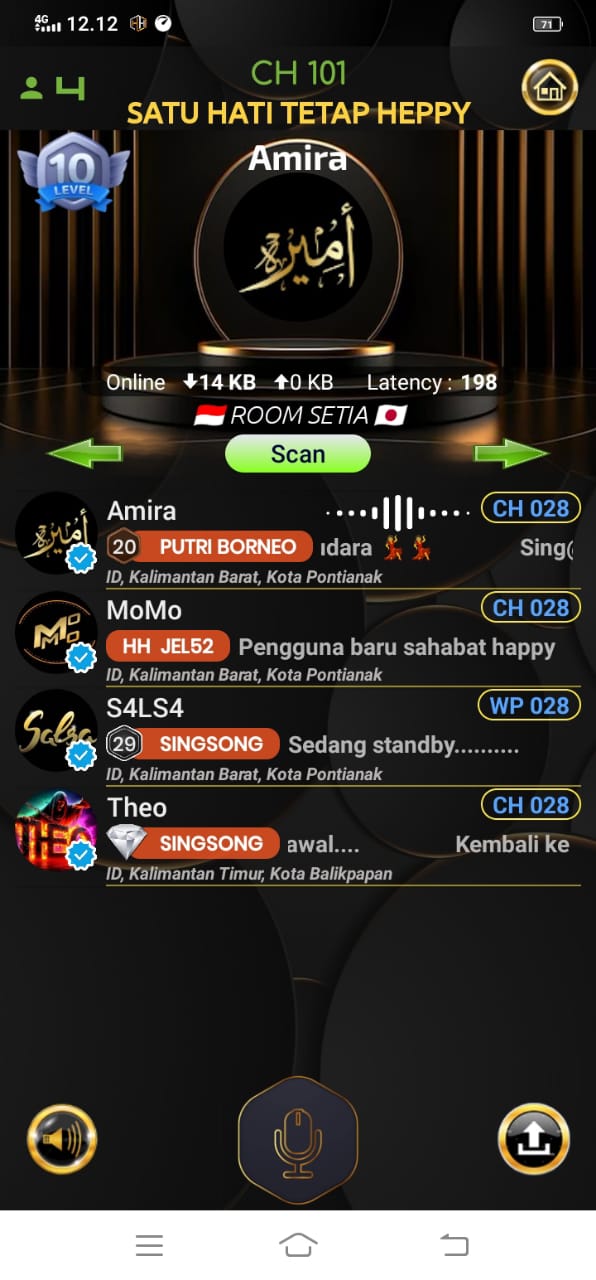 4G 12.12 71
4 CH 101
SATU HATI TETAP HEPPY
10
LEVEL
Amira
أميرة
Online 14 KB 0 KB Latency : 198
ROOM SETIA
Scan
Amira CH 028
20 PUTRI BORNEO ıdara Sing
ID, Kalimantan Barat, Kota Pontianak
MoMo CH 028
HH JEL52 Pengguna baru sahabat happy
ID, Kalimantan Barat, Kota Pontianak
Salsa
S4LS4 WP 028
29 SINGSONG Sedang standby..........
ID, Kalimantan Barat, Kota Pontianak
THEO
Theo CH 028
SINGSONG awal.... Kembali ke
ID, Kalimantan Timur, Kota Balikpapan